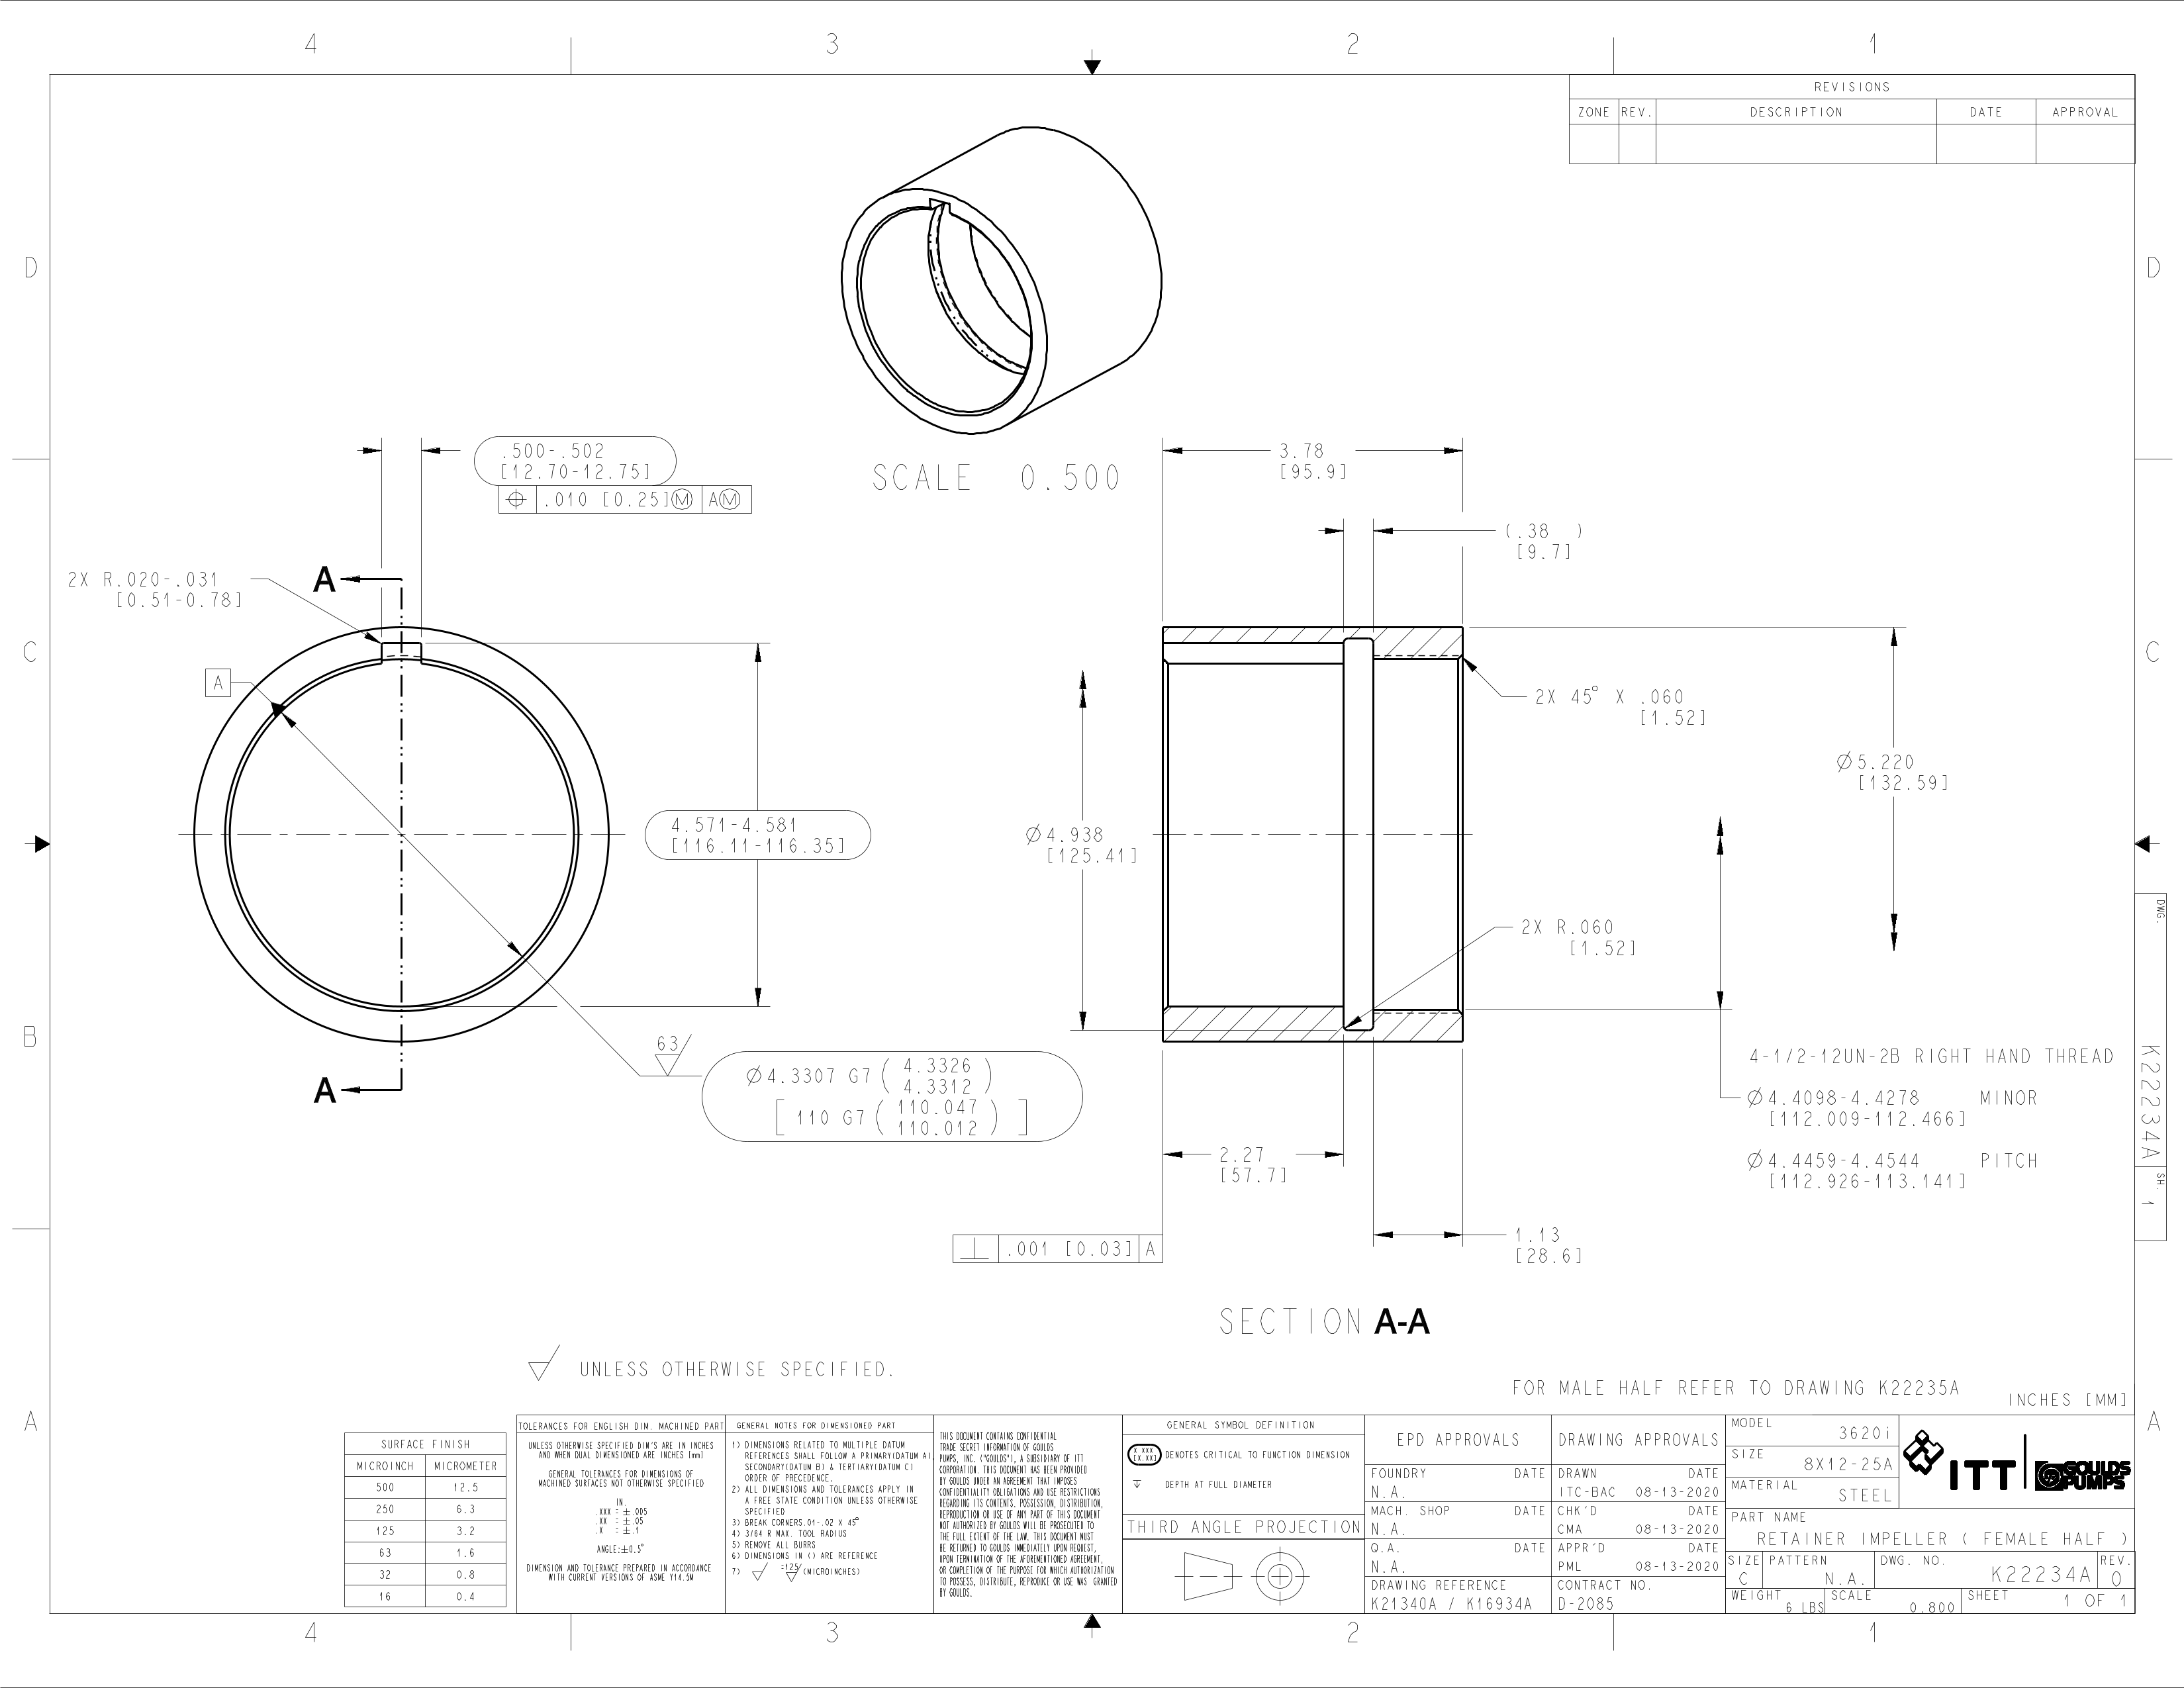 4
3
2
1
REVISIONS
ZONE REV. DESCRIPTION DATE APPROVAL
D
D
.500-.502
[12.70-12.75]
.010 [0.25]Ⓜ AⓂ
SCALE 0.500
3.78
[95.9]
(.38 )
[9.7]
2X R.020-.031
[0.51-0.78]
A
C
C
A
2X 45° X .060
[1.52]
Ø5.220
[132.59]
4.571-4.581
[116.11-116.35]
Ø4.938
[125.41]
DWG.
K22234A
SH.
1
2X R.060
[1.52]
B
63
A
Ø4.3307 G7 ( 4.3326
4.3312 )
[ 110 G7 ( 110.047
110.012 ) ]
4-1/2-12UN-2B RIGHT HAND THREAD
Ø4.4098-4.4278 MINOR
[112.009-112.466]
Ø4.4459-4.4544 PITCH
[112.926-113.141]
2.27
[57.7]
.001 [0.03] A
1.13
[28.6]
SECTION A-A
UNLESS OTHERWISE SPECIFIED.
FOR MALE HALF REFER TO DRAWING K22235A
INCHES [MM]
A
A
SURFACE FINISH
MICROINCH MICROMETER
500 12.5
250 6.3
125 3.2
63 1.6
32 0.8
16 0.4
TOLERANCES FOR ENGLISH DIM. MACHINED PART
UNLESS OTHERWISE SPECIFIED DIM'S ARE IN INCHES
AND WHEN DUAL DIMENSIONED ARE INCHES [mm]
GENERAL TOLERANCES FOR DIMENSIONS OF
MACHINED SURFACES NOT OTHERWISE SPECIFIED
IN.
.XXX : ±.005
.XX : ±.05
.X : ±.1
ANGLE:±0.5°
DIMENSION AND TOLERANCE PREPARED IN ACCORDANCE
WITH CURRENT VERSIONS OF ASME Y14.5M
GENERAL NOTES FOR DIMENSIONED PART
1) DIMENSIONS RELATED TO MULTIPLE DATUM
REFERENCES SHALL FOLLOW A PRIMARY(DATUM A),
SECONDARY(DATUM B) & TERTIARY(DATUM C)
ORDER OF PRECEDENCE.
2) ALL DIMENSIONS AND TOLERANCES APPLY IN
A FREE STATE CONDITION UNLESS OTHERWISE
SPECIFIED
3) BREAK CORNERS.01-.02 X 45°
4) 3/64 R MAX. TOOL RADIUS
5) REMOVE ALL BURRS
6) DIMENSIONS IN () ARE REFERENCE
7) =125 (MICROINCHES)
THIS DOCUMENT CONTAINS CONFIDENTIAL
TRADE SECRET INFORMATION OF GOULDS
PUMPS, INC. ("GOULDS"), A SUBSIDIARY OF ITT
CORPORATION. THIS DOCUMENT HAS BEEN PROVIDED
BY GOULDS UNDER AN AGREEMENT THAT IMPOSES
CONFIDENTIALITY OBLIGATIONS AND USE RESTRICTIONS
REGARDING ITS CONTENTS. POSSESSION, DISTRIBUTION,
REPRODUCTION OR USE OF ANY PART OF THIS DOCUMENT
NOT AUTHORIZED BY GOULDS WILL BE PROSECUTED TO
THE FULL EXTENT OF THE LAW. THIS DOCUMENT MUST
BE RETURNED TO GOULDS IMMEDIATELY UPON REQUEST,
UPON TERMINATION OF THE AFOREMENTIONED AGREEMENT,
OR COMPLETION OF THE PURPOSE FOR WHICH AUTHORIZATION
TO POSSESS, DISTRIBUTE, REPRODUCE OR USE WAS GRANTED
BY GOULDS.
GENERAL SYMBOL DEFINITION
X.XXX
[X.XX]
DENOTES CRITICAL TO FUNCTION DIMENSION
DEPTH AT FULL DIAMETER
THIRD ANGLE PROJECTION
EPD APPROVALS
FOUNDRY DATE
N.A.
MACH. SHOP DATE
N.A.
Q.A. DATE
N.A.
DRAWING REFERENCE
K21340A / K16934A
DRAWING APPROVALS
DRAWN DATE
ITC-BAC 08-13-2020
CHK'D DATE
CMA 08-13-2020
APPR'D DATE
PML 08-13-2020
CONTRACT NO.
D-2085
MODEL
3620i
SIZE
8X12-25A
MATERIAL
STEEL
ITT
GOULDS
PUMPS
PART NAME
RETAINER IMPELLER ( FEMALE HALF )
SIZE PATTERN DWG. NO. REV.
C N.A. K22234A 0
WEIGHT SCALE SHEET
6 LBS 0.800 1 OF 1
B
4
3
2
1